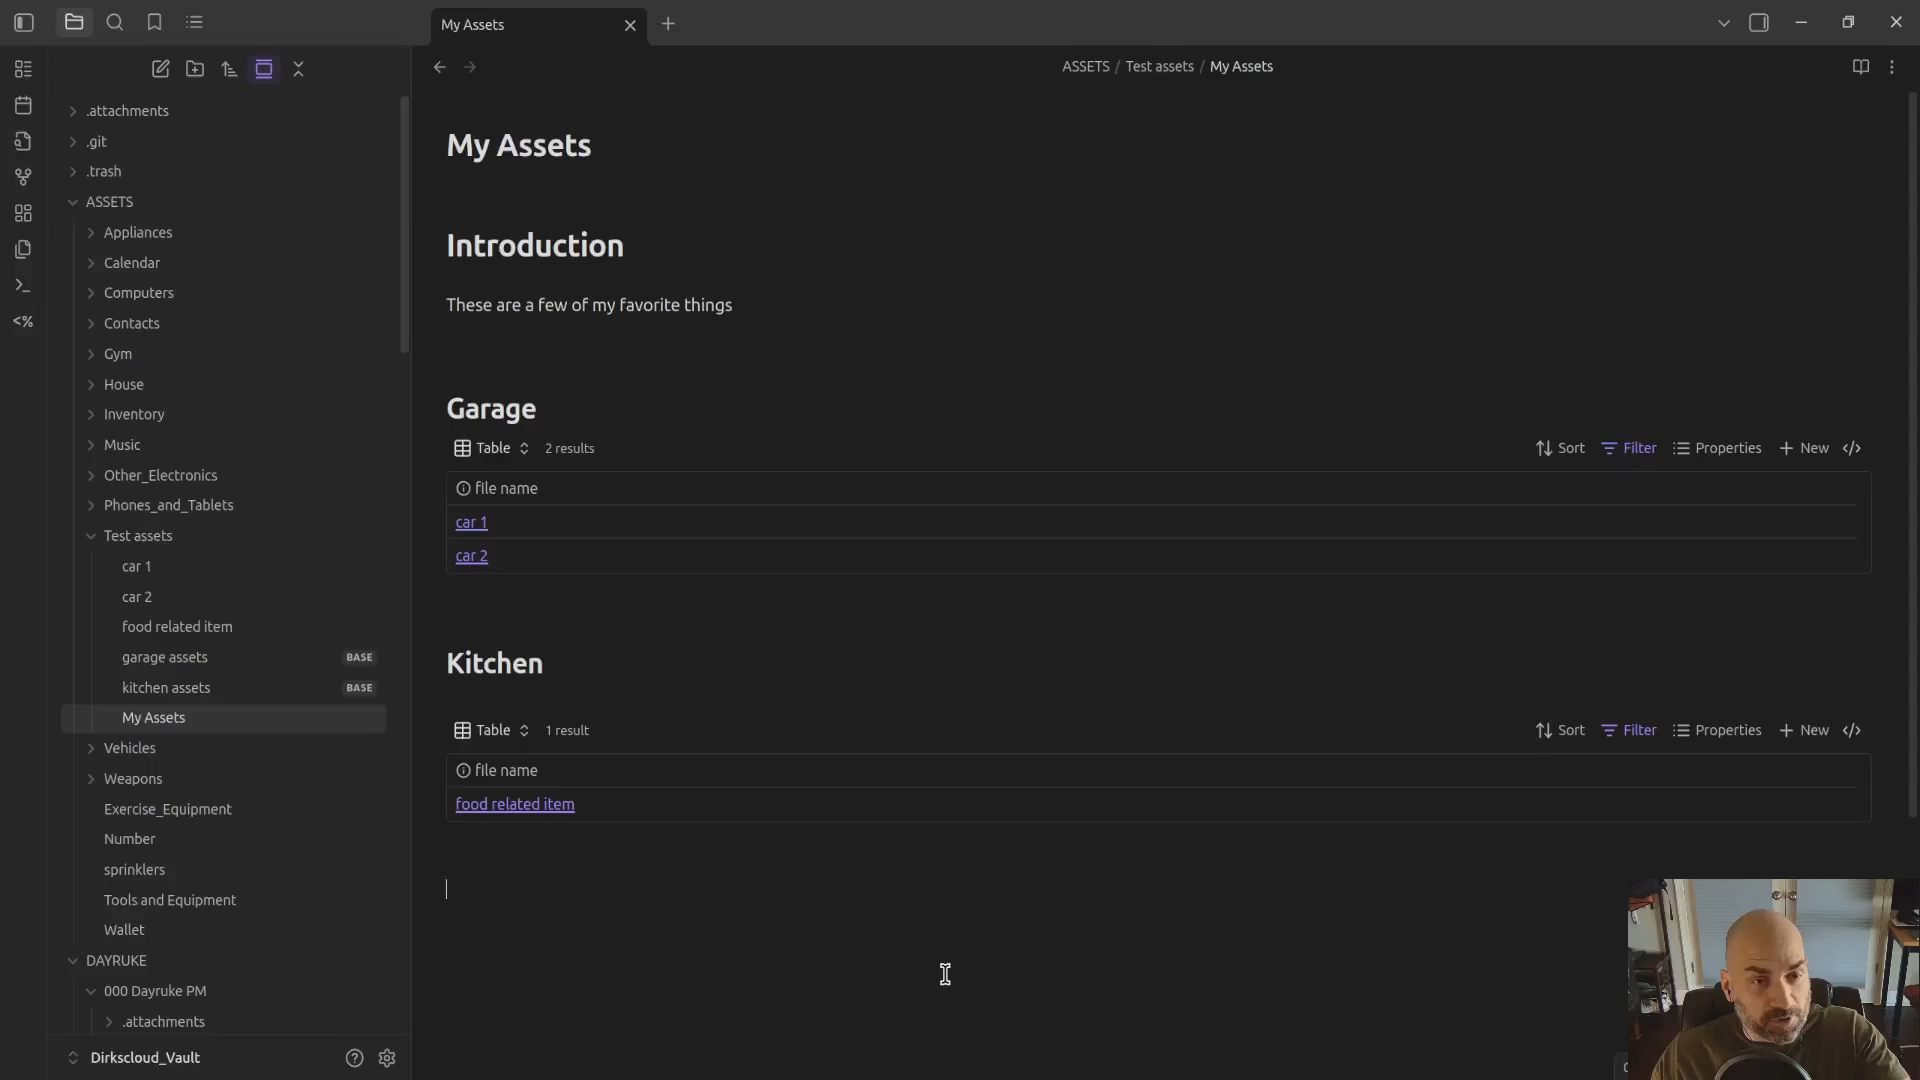 My Assets
ASSETS / Test assets / My Assets
.attachments
.git
.trash
ASSETS
Appliances
Calendar
Computers
Contacts
Gym
House
Inventory
Music
Other_Electronics
Phones_and_Tablets
Test assets
car 1
car 2
food related item
garage assets BASE
kitchen assets BASE
My Assets
Vehicles
Weapons
Exercise_Equipment
Number
sprinklers
Tools and Equipment
Wallet
DAYRUKE
000 Dayruke PM
.attachments
Dirkscloud_Vault
My Assets
Introduction
These are a few of my favorite things
Garage
Table 2 results Sort Filter Properties + New </>
file name
car 1
car 2
Kitchen
Table 1 result Sort Filter Properties + New </>
file name
food related item